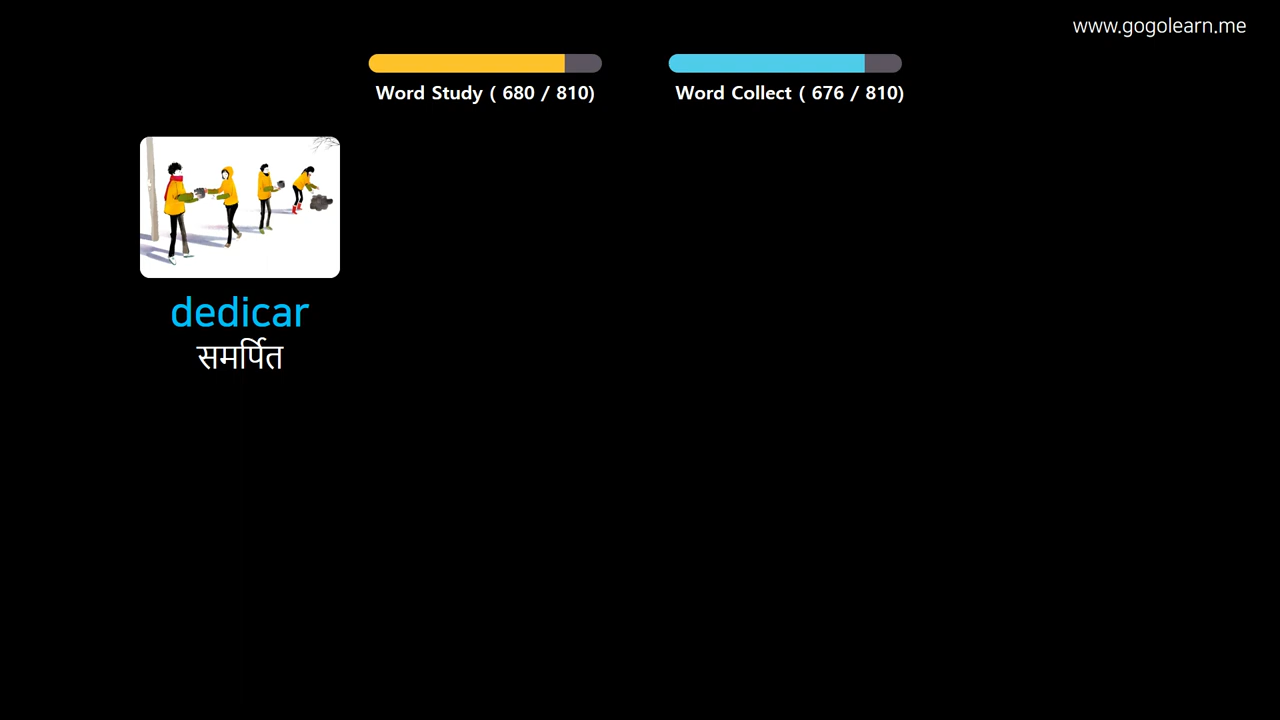 www.gogolearn.me
Word Study ( 680 / 810)
Word Collect ( 676 / 810)
dedicar
समर्पित